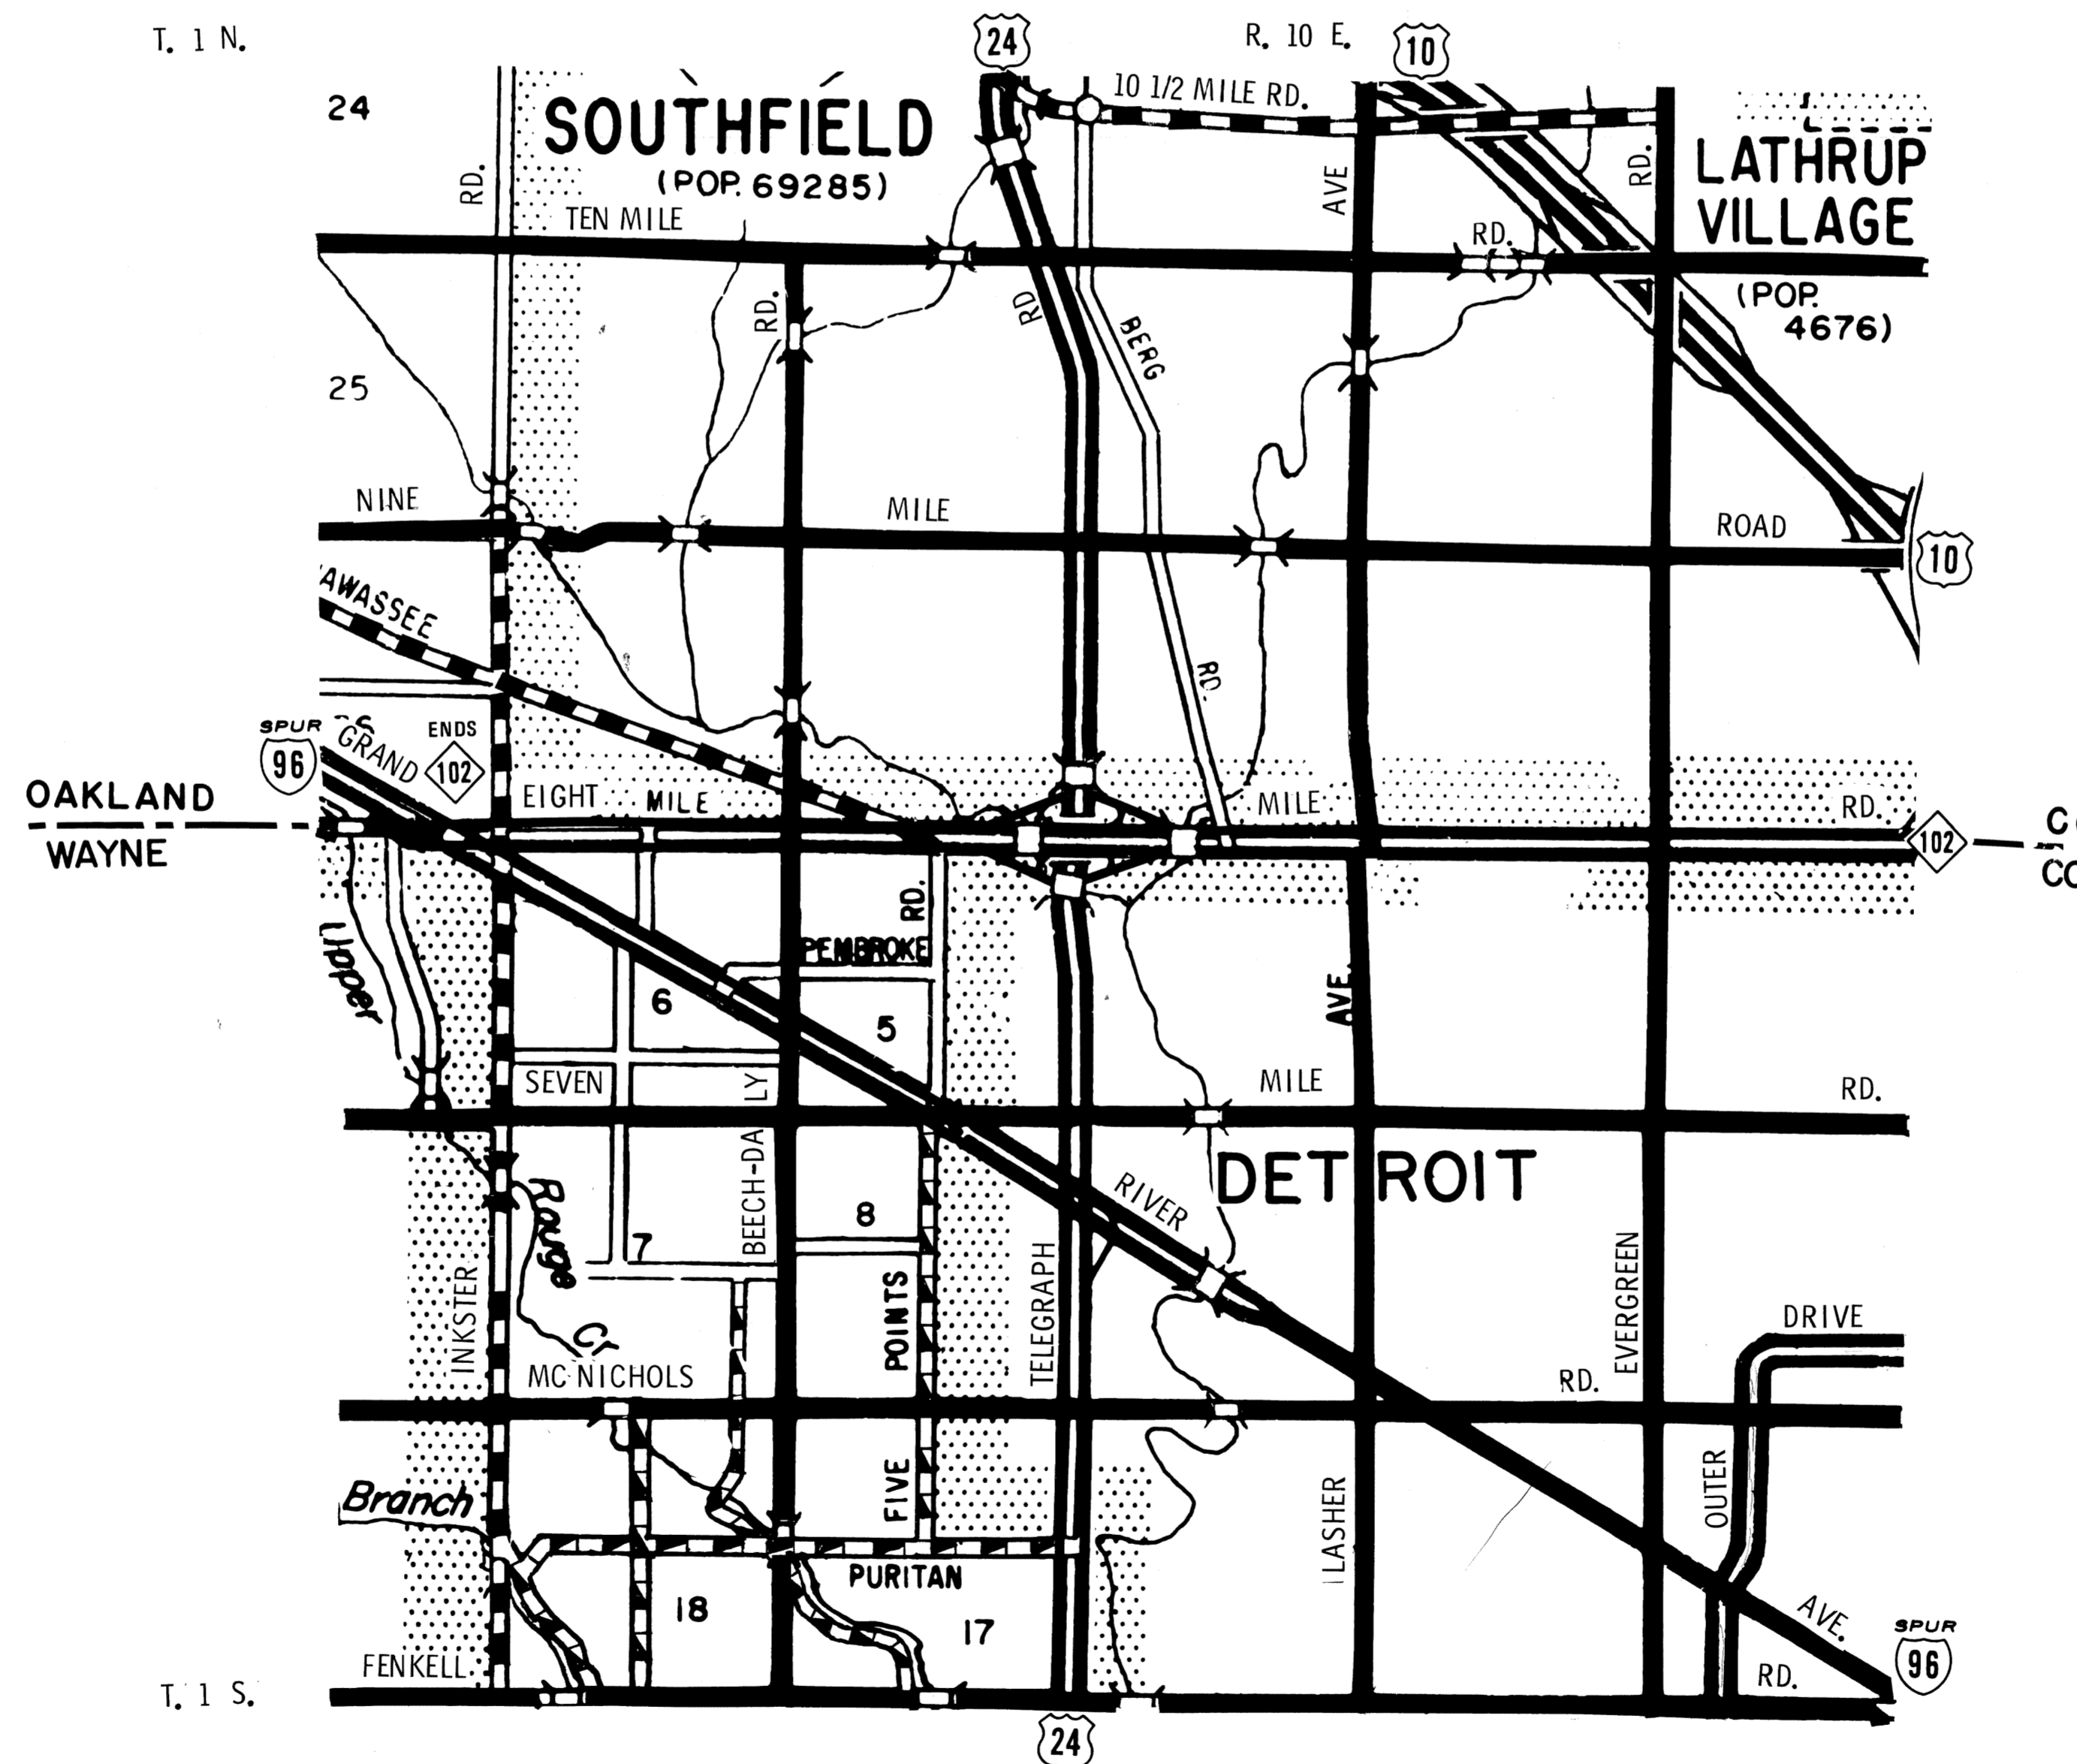 T. 1 N.
24
R. 10 E.
10
24
SOUTHFIELD
(POP. 69285)
10 1/2 MILE RD.
LATHRUP
VILLAGE
(POP.
4676)
RD.
AVE
RD.
TEN MILE
RD.
RD.
RD
BERG
25
NINE
MILE
ROAD
10
AWASSEE
RD.
SPUR
96
GRAND
ENDS
102
OAKLAND
WAYNE
EIGHT
MILE
MILE
RD.
102
CO
Upper
RD.
PEMBROKE
6
5
AVE.
SEVEN
LY
MILE
RD.
BEECH-DA
DETROIT
RIVER
Rouge
8
7
INKSTER
POINTS
TELEGRAPH
EVERGREEN
DRIVE
Cr.
MC NICHOLS
RD.
Branch
FIVE
LASHER
OUTER
PURITAN
18
17
AVE.
SPUR
96
FENKELL
RD.
T. 1 S.
24